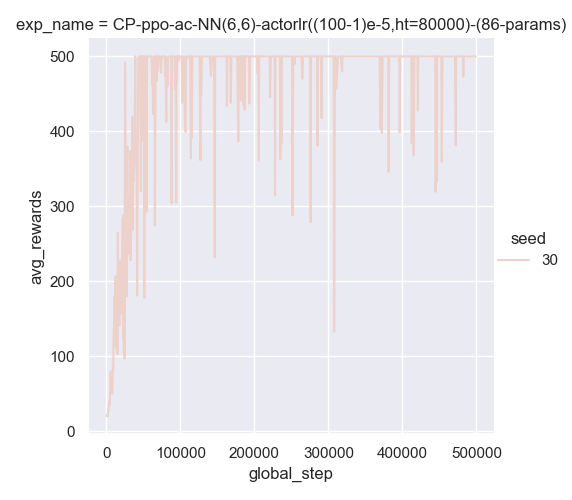 exp_name = CP-ppo-ac-NN(6,6)-actorlr((100-1)e-5,ht=80000)-(86-params)
500
400
300
200
100
0
avg_rewards
seed
30
0 100000 200000 300000 400000 500000
global_step